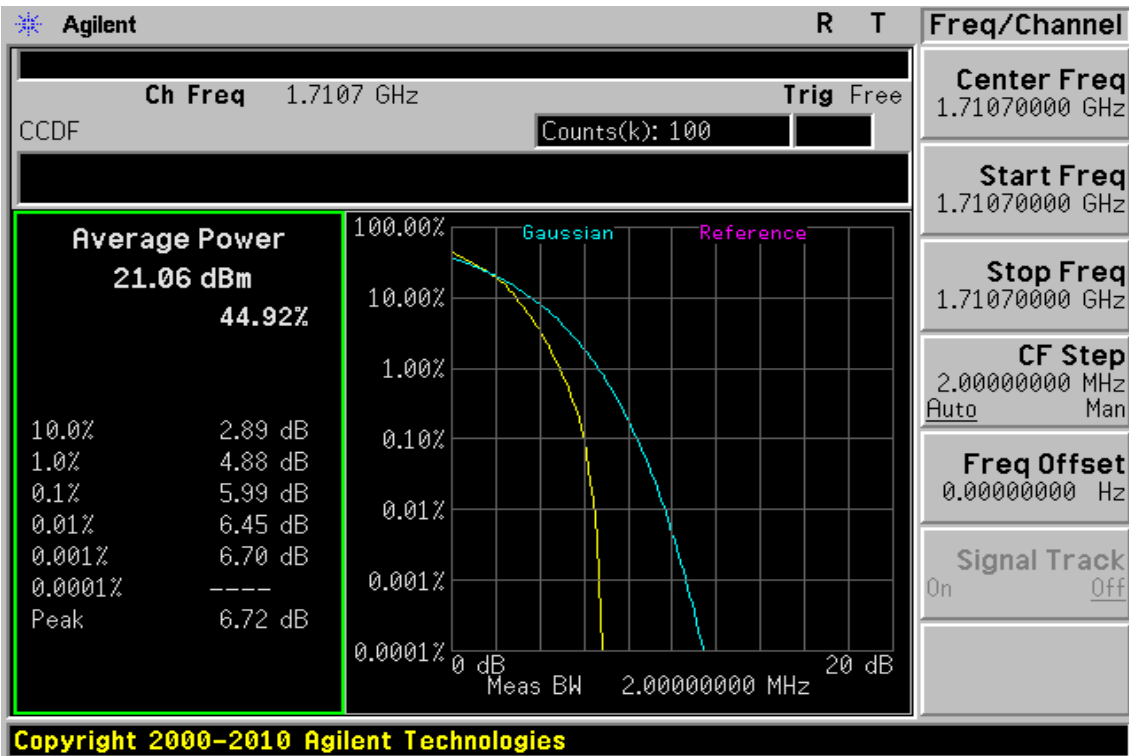 Agilent R T
Ch Freq 1.7107 GHz Trig Free
CCDF Counts(k): 100
Average Power
21.06 dBm
44.92%
10.0% 2.89 dB
1.0% 4.88 dB
0.1% 5.99 dB
0.01% 6.45 dB
0.001% 6.70 dB
0.0001% ----
Peak 6.72 dB
Gaussian Reference
100.00%
10.00%
1.00%
0.10%
0.01%
0.001%
0.0001%
0 dB 20 dB
Meas BW 2.00000000 MHz
Freq/Channel
Center Freq
1.71070000 GHz
Start Freq
1.71070000 GHz
Stop Freq
1.71070000 GHz
CF Step
2.00000000 MHz
Auto Man
Freq Offset
0.00000000 Hz
Signal Track
On Off
Copyright 2000-2010 Agilent Technologies